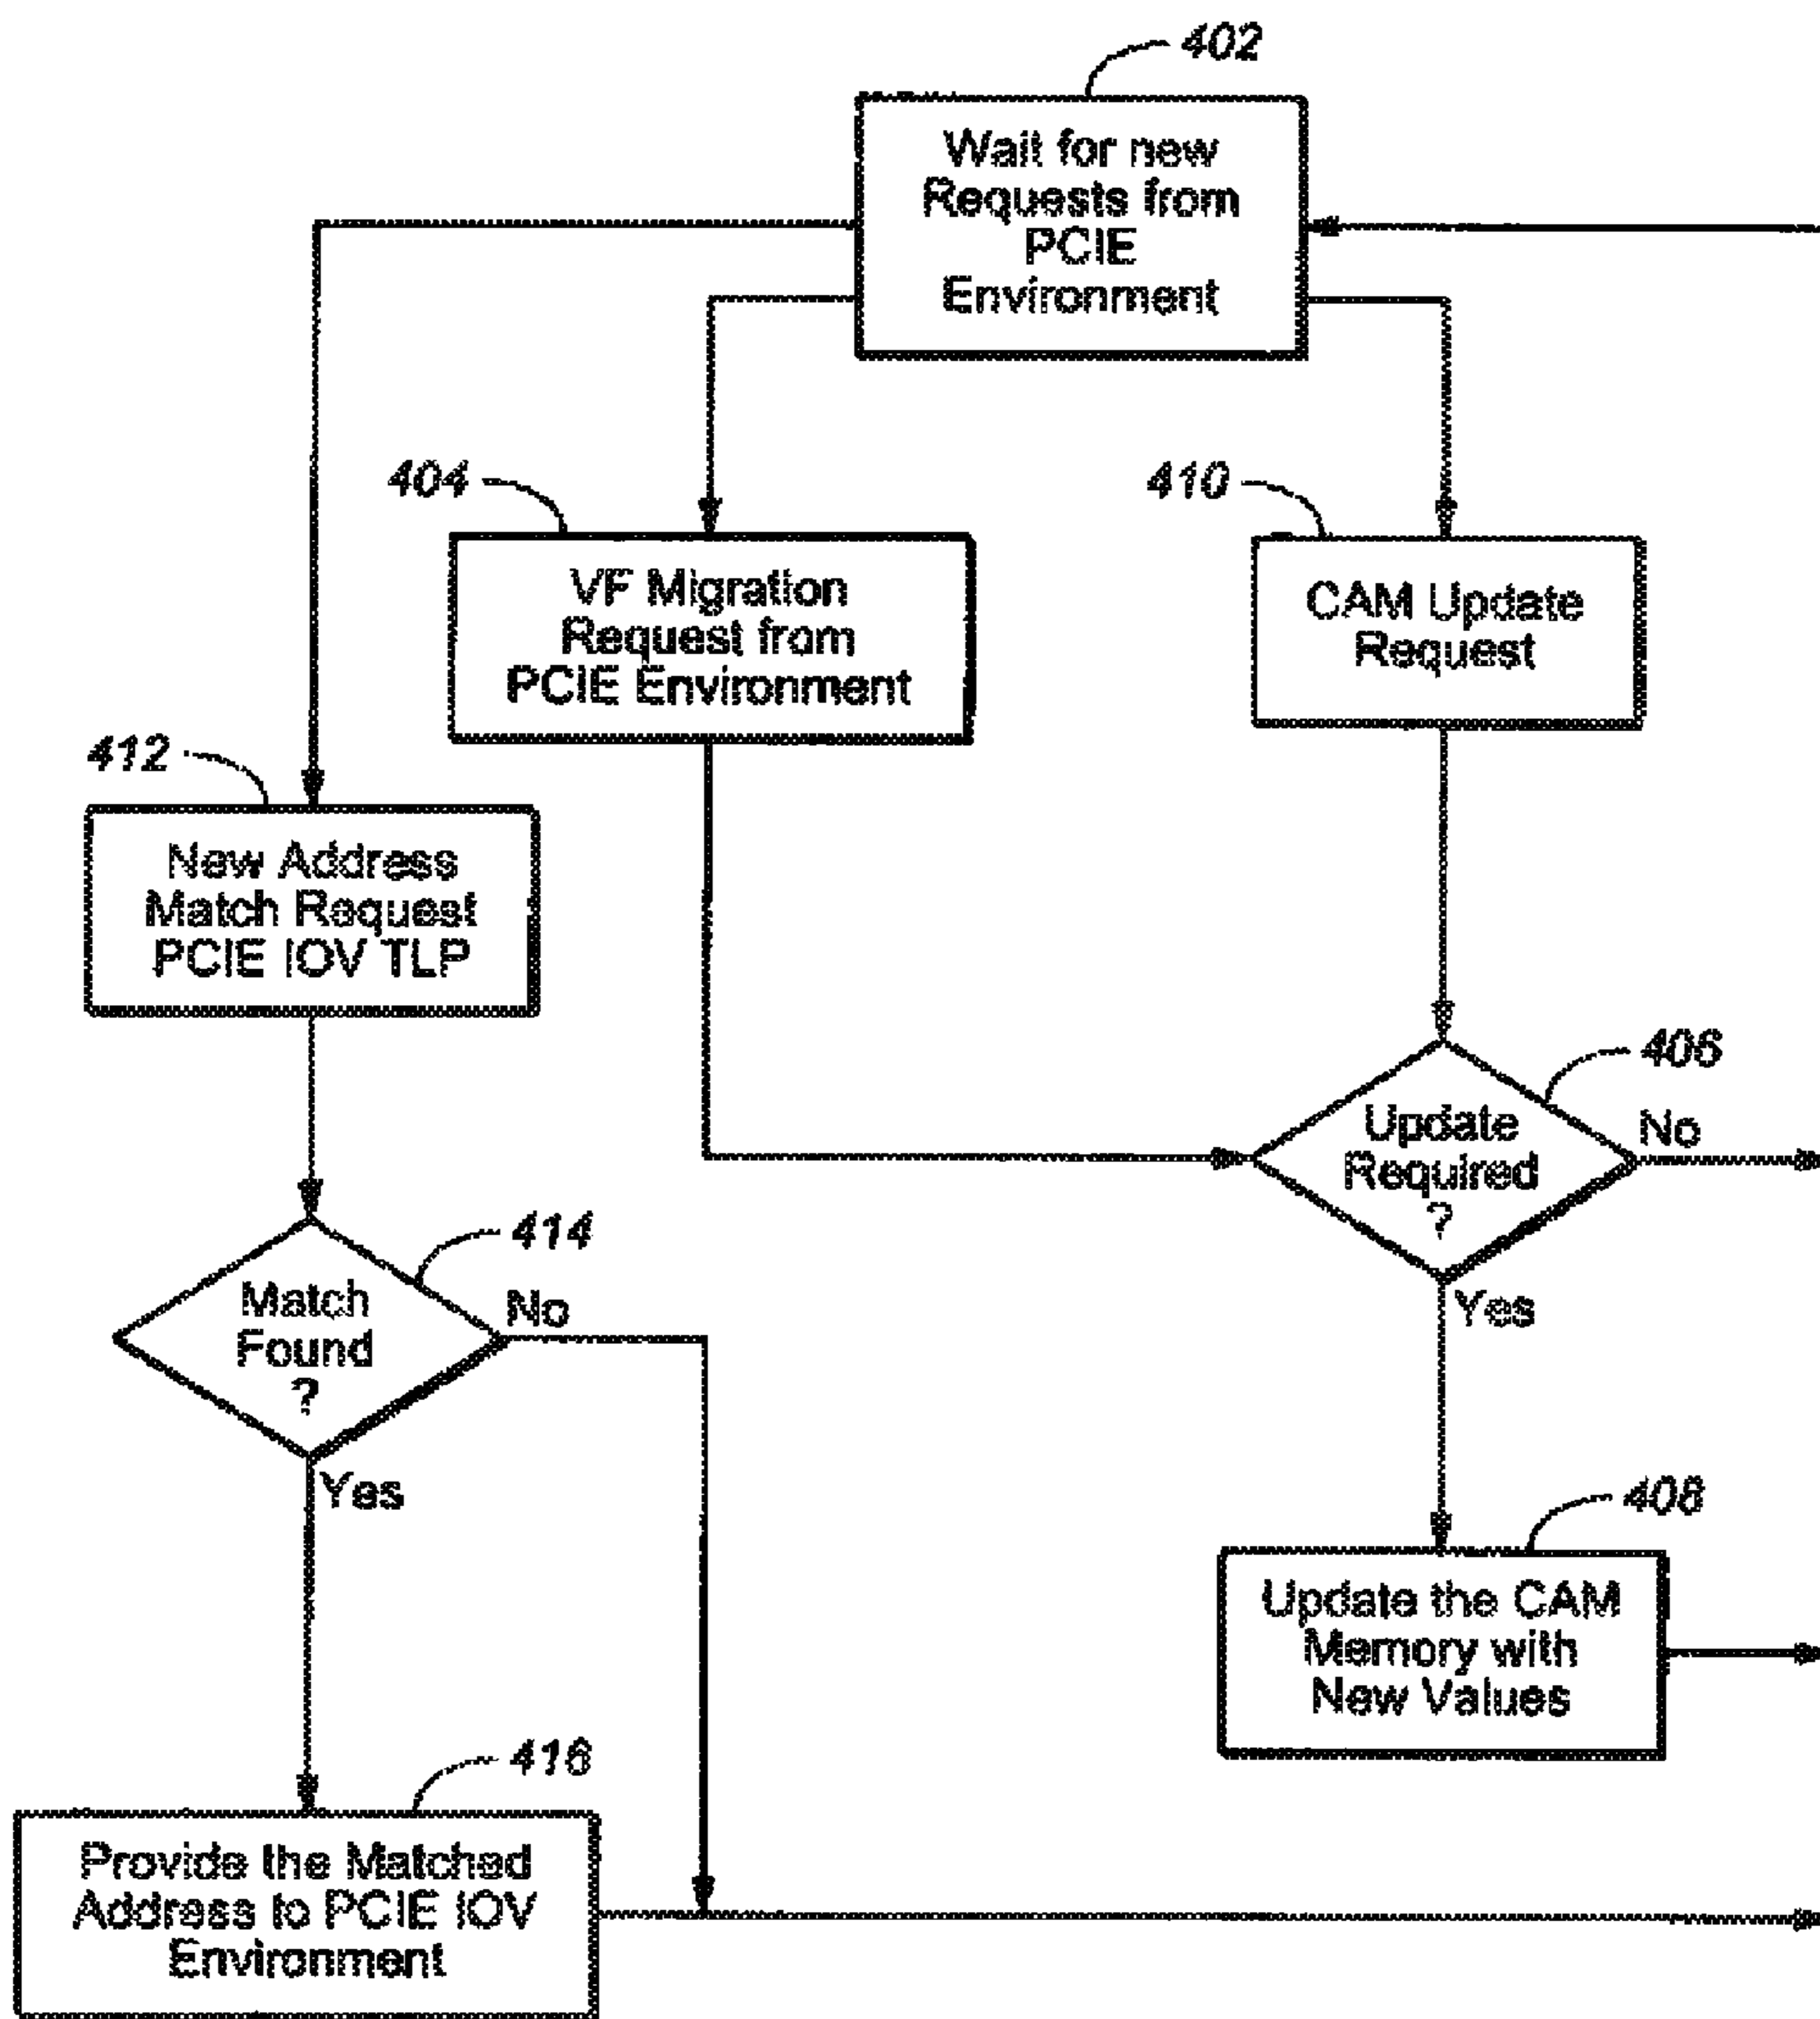 402
Wait for new
Requests from
PCIE
Environment
404
VF Migration
Request from
PCIE Environment
410
CAM Update
Request
412
New Address
Match Request
PCIE IOV TLP
406
Update
Required
?
No
Yes
414
Match
Found
?
No
Yes
408
Update the CAM
Memory with
New Values
416
Provide the Matched
Address to PCIE IOV
Environment